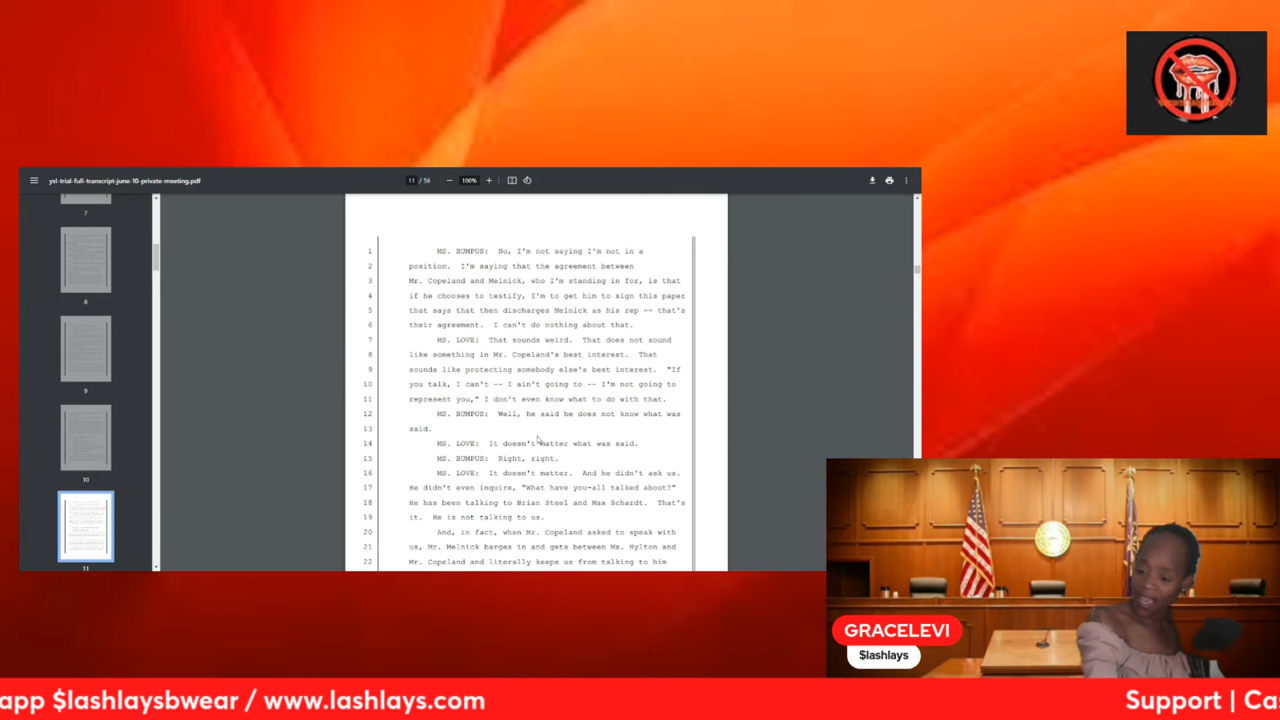 ysl-trial-full-transcript-june-10-private-meeting.pdf
11 / 56
100%
7
8
9
10
11
1 MS. BUMPUS: No, I'm not saying I'm not in a
2 position. I'm saying that the agreement between
3 Mr. Copeland and Melnick, who I'm standing in for, is that
4 if he chooses to testify, I'm to get him to sign this paper
5 that says that then discharges Melnick as his rep -- that's
6 their agreement. I can't do nothing about that.
7 MS. LOVE: That sounds weird. That does not sound
8 like something in Mr. Copeland's best interest. That
9 sounds like protecting somebody else's best interest. "If
10 you talk, I can't -- I ain't going to -- I'm not going to
11 represent you," I don't even know what to do with that.
12 MS. BUMPUS: Well, he said he does not know what was
13 said.
14 MS. LOVE: It doesn't matter what was said.
15 MS. BUMPUS: Right, right.
16 MS. LOVE: It doesn't matter. And he didn't ask us.
17 He didn't even inquire, "What have you-all talked about?"
18 He has been talking to Brian Steel and Max Schardt. That's
19 it. He is not talking to us.
20 And, in fact, when Mr. Copeland asked to speak with
21 us, Mr. Melnick barges in and gets between Ms. Hylton and
22 Mr. Copeland and literally keeps us from talking to him
GRACELEVI
$lashlays
app $lashlaysbwear / www.lashlays.com
Support | Cas